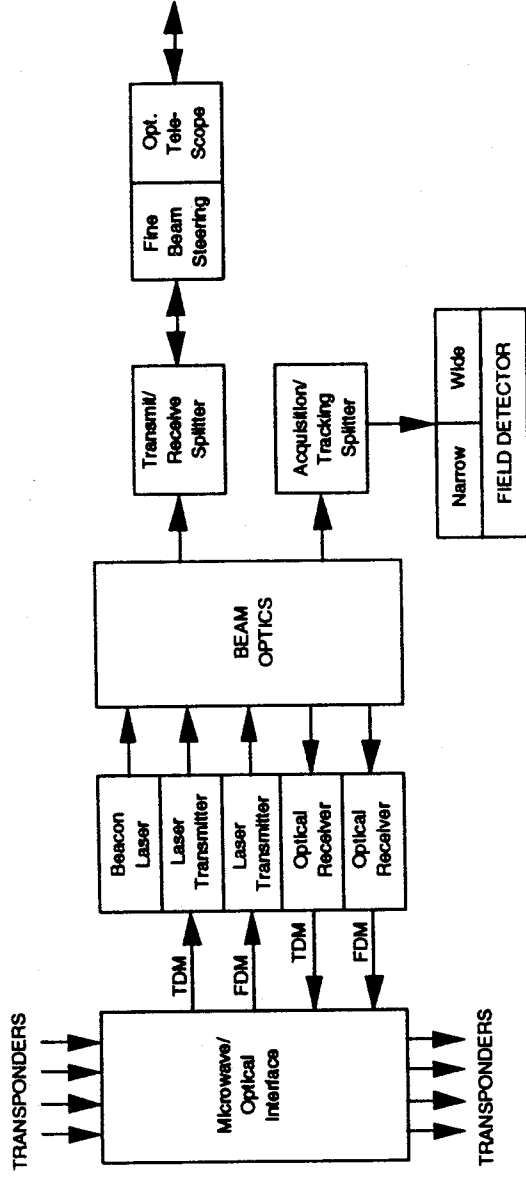 TRANSPONDERS
Microwave/
Optical
Interface
TRANSPONDERS
TDM
FDM
TDM
FDM
Beacon
Laser
Laser
Transmitter
Laser
Transmitter
Optical
Receiver
Optical
Receiver
BEAM
OPTICS
Transmit/
Receive
Splitter
Acquisition/
Tracking
Splitter
Fine
Beam
Steering
Opt.
Tele-
Scope
Narrow
Wide
FIELD DETECTOR